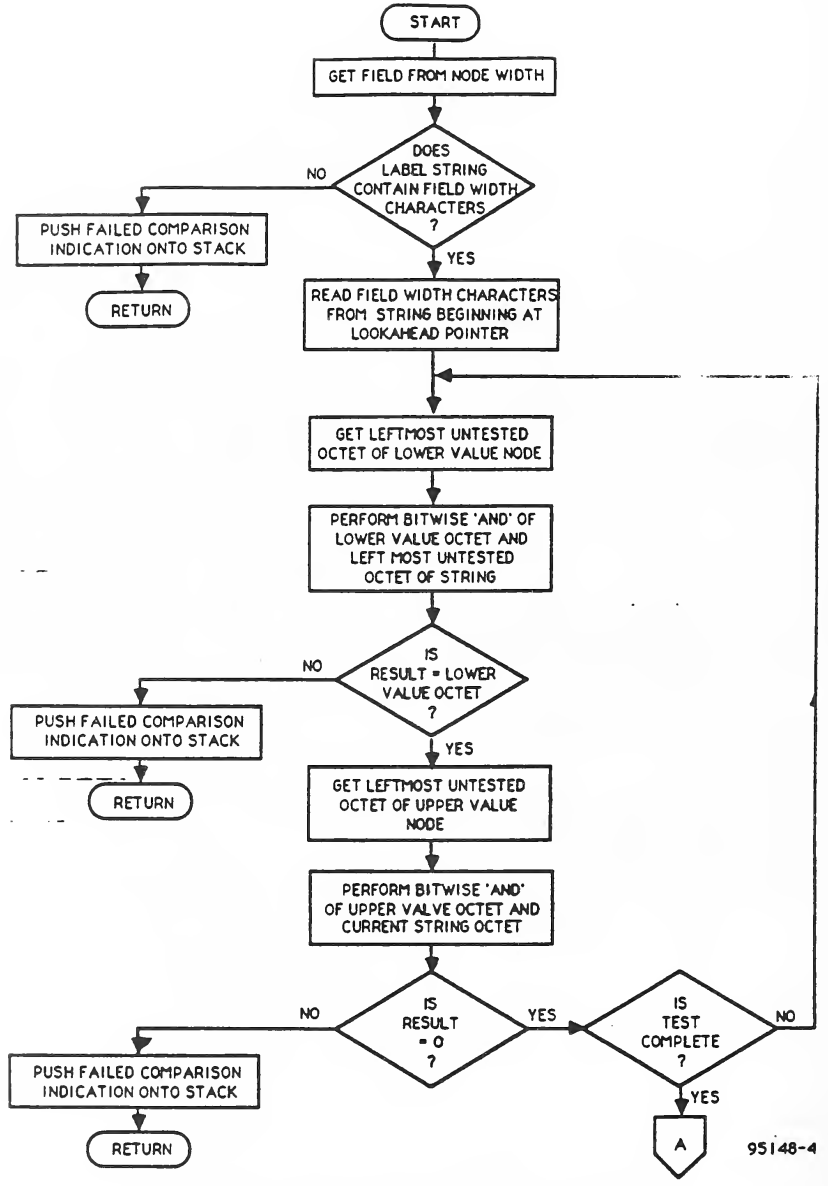 START
GET FIELD FROM NODE WIDTH
DOES
LABEL STRING
CONTAIN FIELD WIDTH
CHARACTERS
?
NO
PUSH FAILED COMPARISON
INDICATION ONTO STACK
RETURN
YES
READ FIELD WIDTH CHARACTERS
FROM STRING BEGINNING AT
LOOKAHEAD POINTER
GET LEFTMOST UNTESTED
OCTET OF LOWER VALUE NODE
PERFORM BITWISE 'AND' OF
LOWER VALUE OCTET AND
LEFT MOST UNTESTED
OCTET OF STRING
IS
RESULT = LOWER
VALUE OCTET
?
NO
PUSH FAILED COMPARISON
INDICATION ONTO STACK
RETURN
YES
GET LEFTMOST UNTESTED
OCTET OF UPPER VALUE
NODE
PERFORM BITWISE 'AND'
OF UPPER VALVE OCTET AND
CURRENT STRING OCTET
IS
RESULT
= 0
?
NO
PUSH FAILED COMPARISON
INDICATION ONTO STACK
RETURN
YES
IS
TEST
COMPLETE
?
NO
YES
A
95148-4